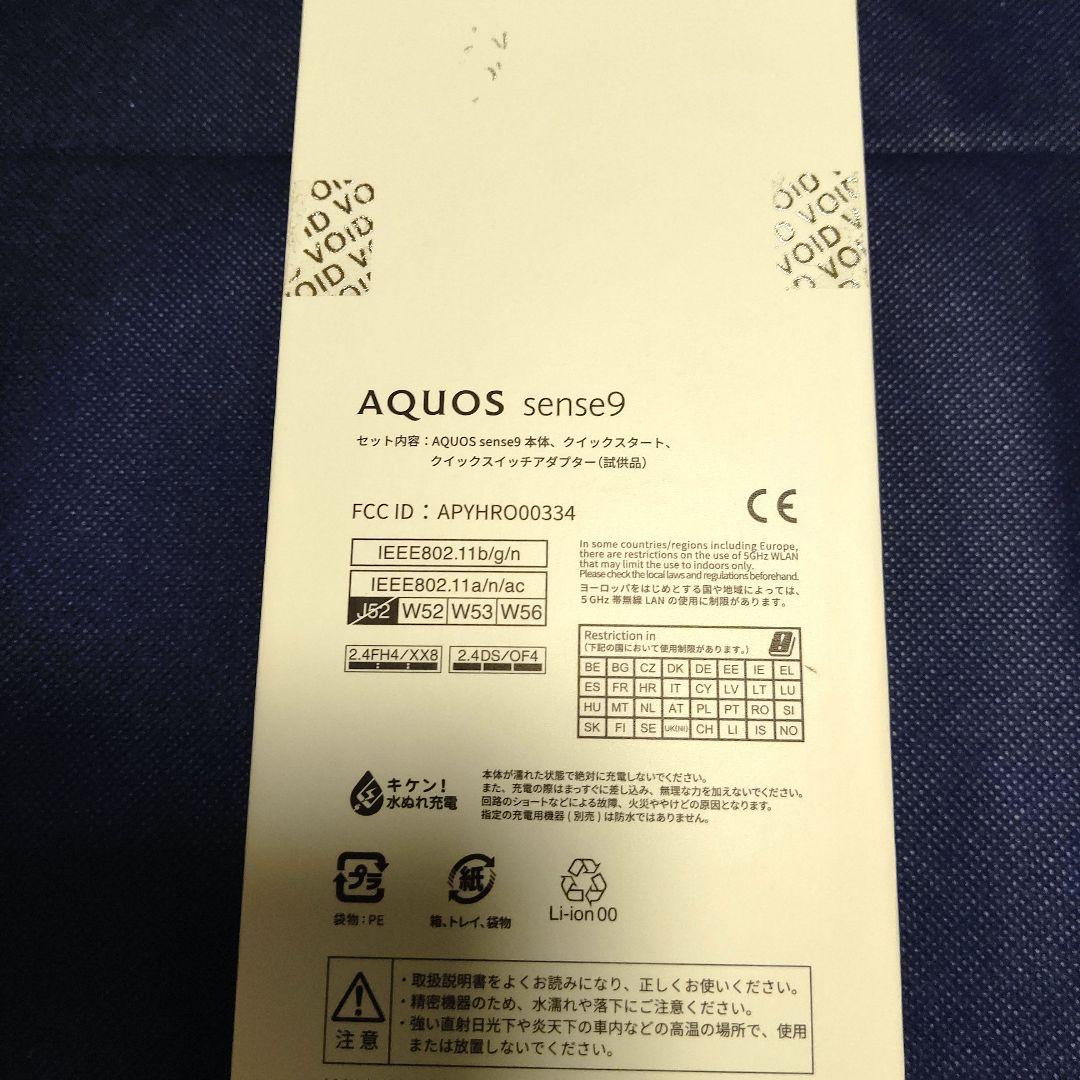 VOID VOID VOID VOID
VOID VOID VOID VOID
AQUOS sense9
セット内容：AQUOS sense9 本体、クイックスタート、
クイックスイッチアダプター（試供品）
FCC ID：APYHRO00334
CE
IEEE802.11b/g/n
IEEE802.11a/n/ac
J52 W52 W53 W56
2.4FH4/XX8 2.4DS/OF4
In some countries/regions including Europe,
there are restrictions on the use of 5GHz WLAN
that may limit the use to indoors only.
Please check the local laws and regulations beforehand.
ヨーロッパをはじめとする国や地域によっては、
5GHz 帯無線 LAN の使用に制限があります。
Restriction in
（下記の国において使用制限があります。）
BE BG CZ DK DE EE IE EL
ES FR HR IT CY LV LT LU
HU MT NL AT PL PT RO SI
SK FI SE UK(NI) CH LI IS NO
キケン！
水ぬれ充電
本体が濡れた状態で絶対に充電しないでください。
また、充電の際はまっすぐに差し込み、無理な力を加えないでください。
回路のショートなどによる故障、火災ややけどの原因となります。
指定の充電用機器（別売）は防水ではありません。
プラ
袋物：PE
紙
箱、トレイ、袋物
Li-ion 00
注意
・取扱説明書をよくお読みになり、正しくお使いください。
・精密機器のため、水濡れや落下にご注意ください。
・強い直射日光下や炎天下の車内などの高温の場所で、使用
または放置しないでください。